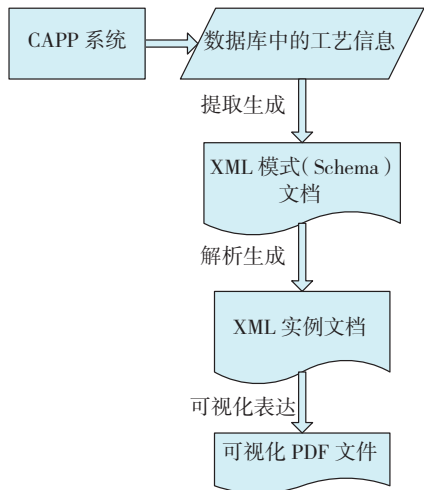 CAPP 系统
数据库中的工艺信息
提取生成
XML 模式（Schema）
文档
解析生成
XML 实例文档
可视化表达
可视化 PDF 文件